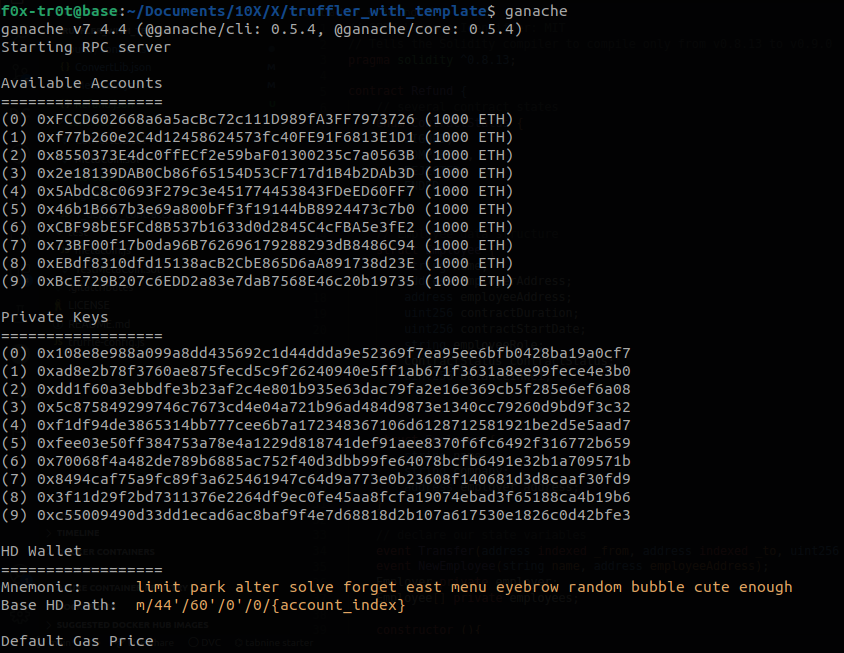 f0x-tr0t@base:~/Documents/10X/X/truffler_with_template$ ganache
ganache v7.4.4 (@ganache/cli: 0.5.4, @ganache/core: 0.5.4)
Starting RPC server
Available Accounts
==================
(0) 0xFCCD602668a6a5acBc72c111D989fA3FF7973726 (1000 ETH)
(1) 0xf77b260e2C4d12458624573fc40FE91F6813E1D1 (1000 ETH)
(2) 0x8550373E4dc0ffECf2e59baF01300235c7a0563B (1000 ETH)
(3) 0x2e18139DAB0Cb86f65154D53CF717d1B4b2DAb3D (1000 ETH)
(4) 0x5AbdC8c0693F279c3e451774453843FDeED60FF7 (1000 ETH)
(5) 0x46b1B667b3e69a800bFf3f19144bB8924473c7b0 (1000 ETH)
(6) 0xCBF98bE5FCd8B537b1633d0d2845C4cFBA5e3fE2 (1000 ETH)
(7) 0x73BF00f17b0da96B762696179288293dB8486C94 (1000 ETH)
(8) 0xEBdf8310dfd15138acB2CbE865D6aA891738d23E (1000 ETH)
(9) 0xBcE729B207c6EDD2a83e7daB7568E46c20b19735 (1000 ETH)
Private Keys
==================
(0) 0x108e8e988a099a8dd435692c1d44ddda9e52369f7ea95ee6bfb0428ba19a0cf7
(1) 0xad8e2b78f3760ae875fecd5c9f26240940e5ff1ab671f3631a8ee99fece4e3b0
(2) 0xdd1f60a3ebbdfe3b23af2c4e801b935e63dac79fa2e16e369cb5f285e6ef6a08
(3) 0x5c875849299746c7673cd4e04a721b96ad484d9873e1340cc79260d9bd9f3c32
(4) 0xf1df94de3865314bb777cee6b7a172348367106d6128712581921be2d5e5aad7
(5) 0xfee03e50ff384753a78e4a1229d818741def91aee8370f6fc6492f316772b659
(6) 0x70068f4a482de789b6885ac752f40d3dbb99fe64078bcfb6491e32b1a709571b
(7) 0x8494caf75a9fc89f3a625461947c64d9a773e0b23608f140681d3d8caaf30fd9
(8) 0x3f11d29f2bd7311376e2264df9ec0fe45aa8fcfa19074ebad3f65188ca4b19b6
(9) 0xc55009490d33dd1ecad6ac8baf9f4e7d68818d2b107a617530e1826c0d42bfe3
HD Wallet
==================
Mnemonic:      limit park alter solve forget east menu eyebrow random bubble cute enough
Base HD Path:  m/44'/60'/0'/0/{account_index}
Default Gas Price